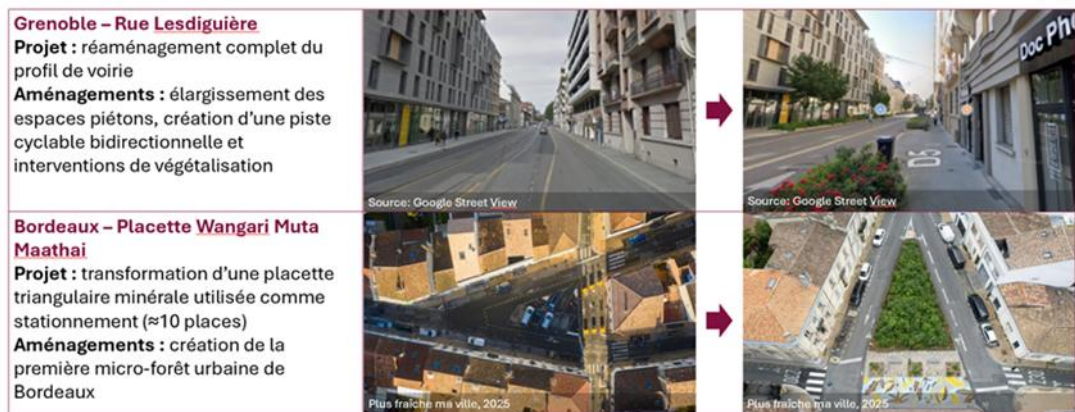 Grenoble – Rue Lesdiguière
Projet : réaménagement complet du
profil de voirie
Aménagements : élargissement des
espaces piétons, création d'une piste
cyclable bidirectionnelle et
interventions de végétalisation
Source: Google Street View
D5
Doc Pho
Source: Google Street View
Bordeaux – Placette Wangari Muta
Maathai
Projet : transformation d'une placette
triangulaire minérale utilisée comme
stationnement (≈10 places)
Aménagements : création de la
première micro-forêt urbaine de
Bordeaux
Plus fraîche ma ville, 2025
Plus fraîche ma ville, 2025